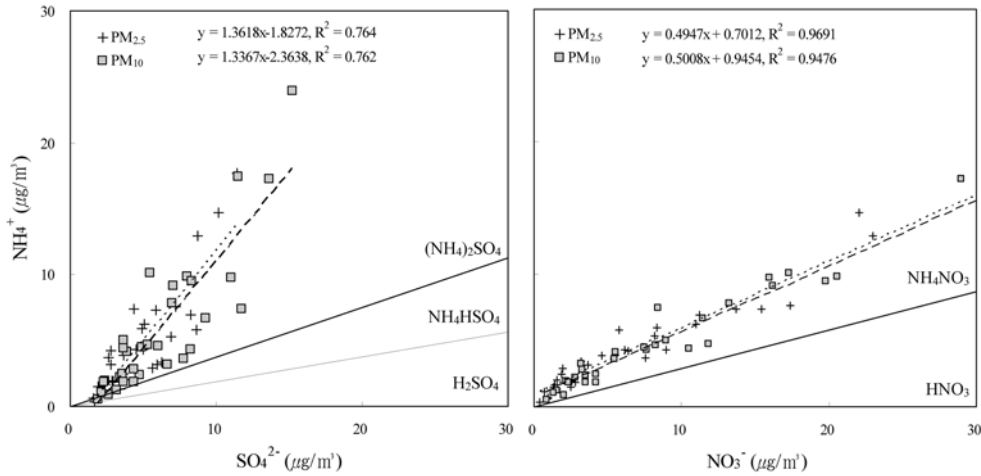 PM2.5 y = 1.3618x-1.8272, R2 = 0.764
PM10 y = 1.3367x-2.3638, R2 = 0.762
30
20
10
0
NH4+ (μg/m3)
(NH4)2SO4
NH4HSO4
H2SO4
0 10 20 30
SO42- (μg/m3)
PM2.5 y = 0.4947x + 0.7012, R2 = 0.9691
PM10 y = 0.5008x + 0.9454, R2 = 0.9476
NH4NO3
HNO3
0 10 20 30
NO3- (μg/m3)